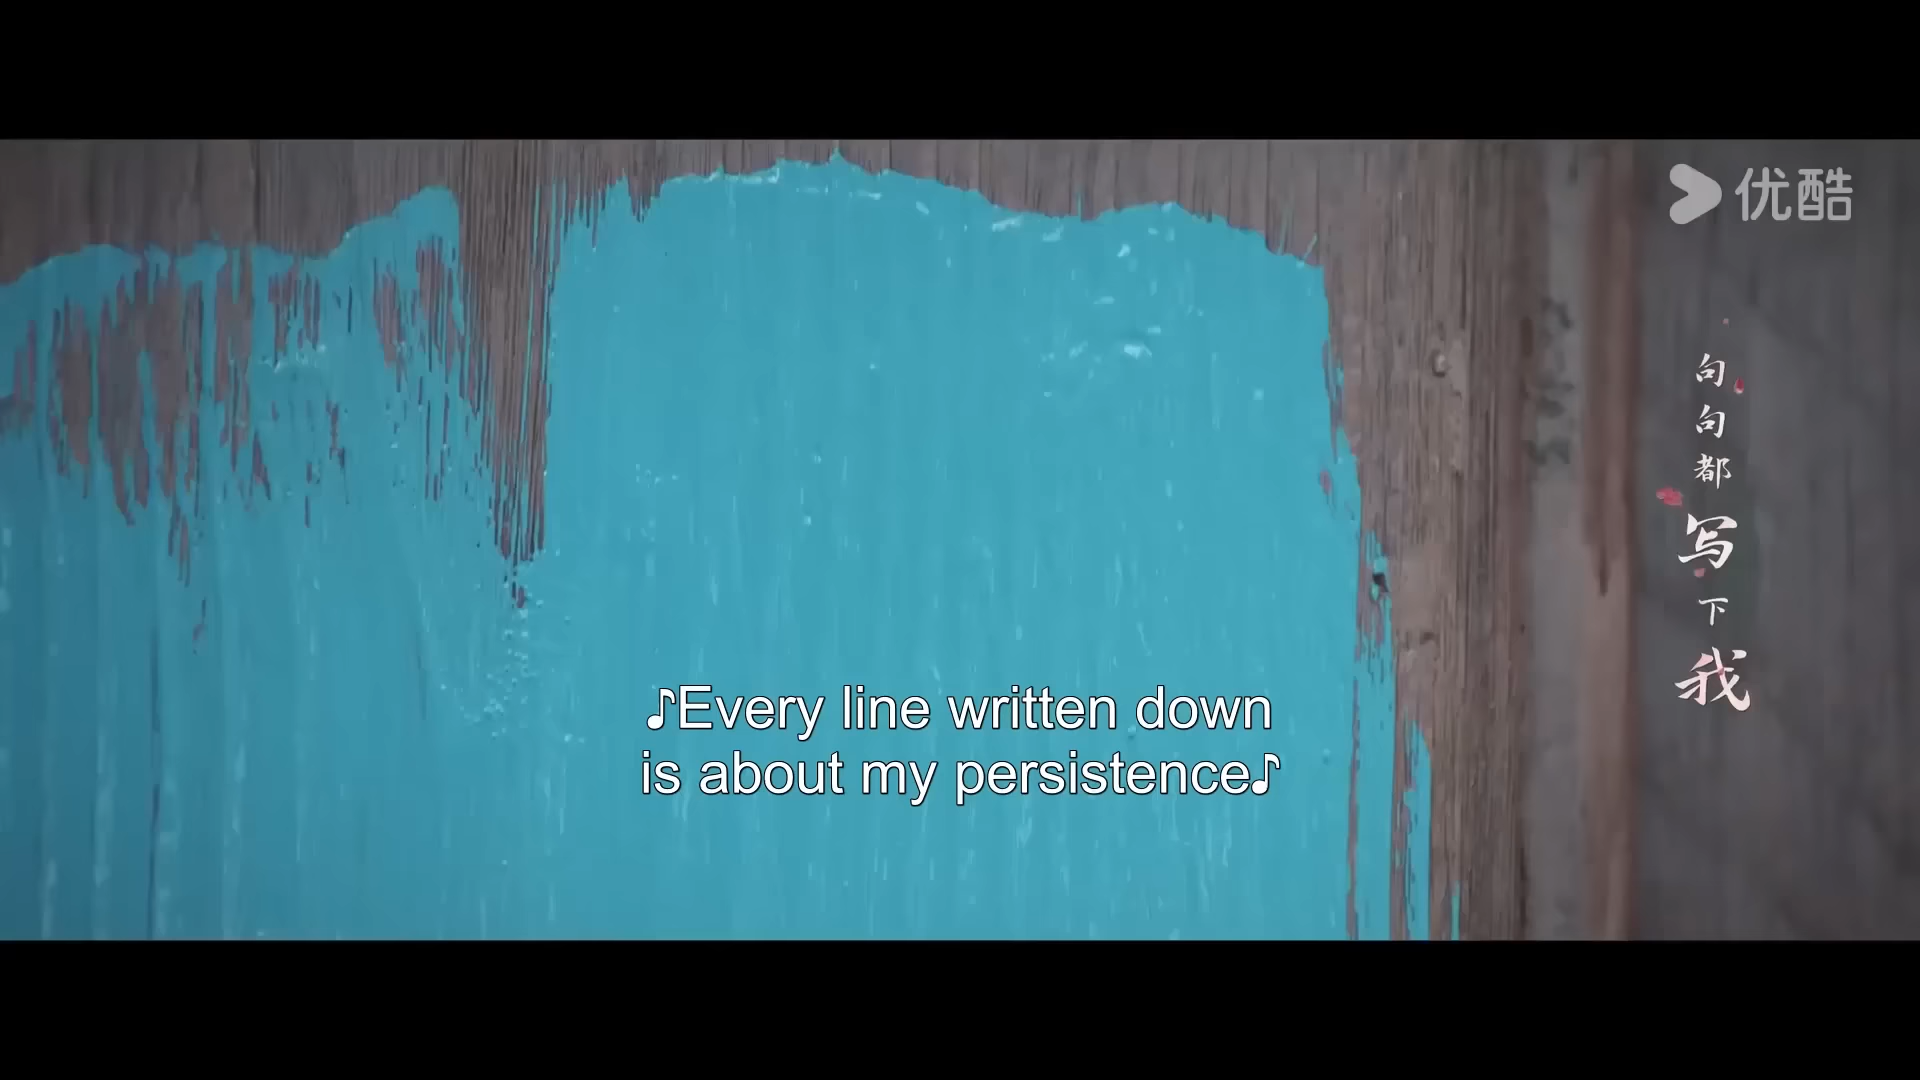 优酷
句句都写下我
♪Every line written down
is about my persistence♪